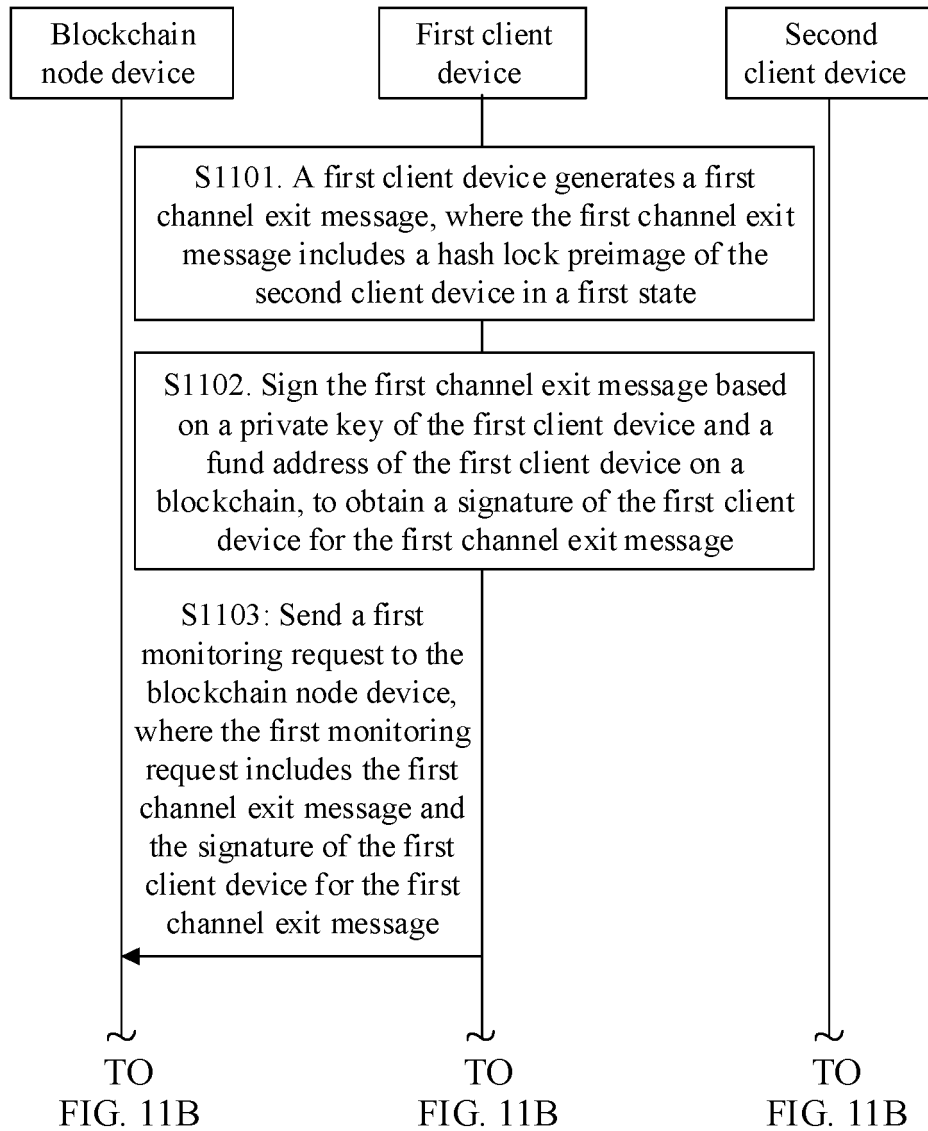 Blockchain
node device
First client
device
Second
client device
S1101. A first client device generates a first
channel exit message, where the first channel exit
message includes a hash lock preimage of the
second client device in a first state
S1102. Sign the first channel exit message based
on a private key of the first client device and a
fund address of the first client device on a
blockchain, to obtain a signature of the first client
device for the first channel exit message
S1103: Send a first
monitoring request to the
blockchain node device,
where the first monitoring
request includes the first
channel exit message and
the signature of the first
client device for the first
channel exit message
TO
FIG. 11B
TO
FIG. 11B
TO
FIG. 11B